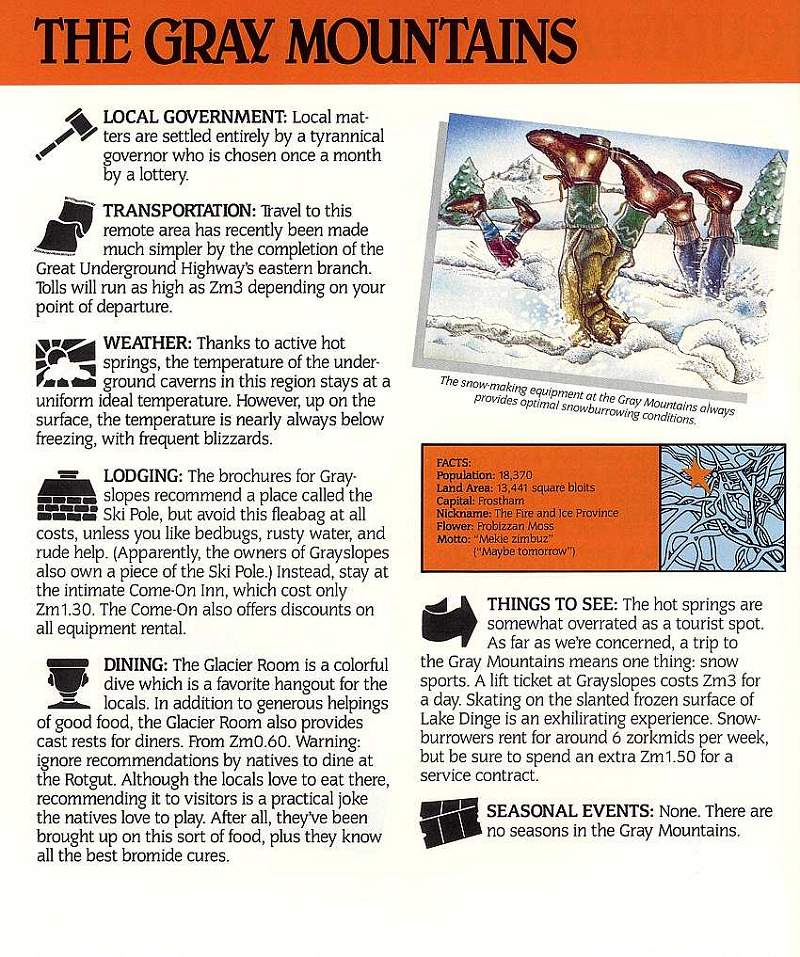 THE GRAY MOUNTAINS
LOCAL GOVERNMENT: Local mat-
ters are settled entirely by a tyrannical
governor who is chosen once a month
by a lottery.
TRANSPORTATION: Travel to this
remote area has recently been made
much simpler by the completion of the
Great Underground Highway's eastern branch.
Tolls will run as high as Zm3 depending on your
point of departure.
WEATHER: Thanks to active hot
springs, the temperature of the under-
ground caverns in this region stays at a
uniform ideal temperature. However, up on the
surface, the temperature is nearly always below
freezing, with frequent blizzards.
LODGING: The brochures for Gray-
slopes recommend a place called the
Ski Pole, but avoid this fleabag at all
costs, unless you like bedbugs, rusty water, and
rude help. (Apparently, the owners of Grayslopes
also own a piece of the Ski Pole.) Instead, stay at
the intimate Come-On Inn, which cost only
Zm1.30. The Come-On also offers discounts on
all equipment rental.
DINING: The Glacier Room is a colorful
dive which is a favorite hangout for the
locals. In addition to generous helpings
of good food, the Glacier Room also provides
cast rests for diners. From Zm0.60. Warning:
ignore recommendations by natives to dine at
the Rotgut. Although the locals love to eat there,
recommending it to visitors is a practical joke
the natives love to play. After all, they've been
brought up on this sort of food, plus they know
all the best bromide cures.
The snow-making equipment at the Gray Mountains always
provides optimal snowburrowing conditions.
FACTS:
Population: 18,370
Land Area: 13,441 square bloits
Capital: Frostham
Nickname: The Fire and Ice Province
Flower: Frobizzan Moss
Motto: "Mekie zimbuz"
("Maybe tomorrow")
THINGS TO SEE: The hot springs are
somewhat overrated as a tourist spot.
As far as we're concerned, a trip to
the Gray Mountains means one thing: snow
sports. A lift ticket at Grayslopes costs Zm3 for
a day. Skating on the slanted frozen surface of
Lake Dinge is an exhilirating experience. Snow-
burrowers rent for around 6 zorkmids per week,
but be sure to spend an extra Zm1.50 for a
service contract.
SEASONAL EVENTS: None. There are
no seasons in the Gray Mountains.